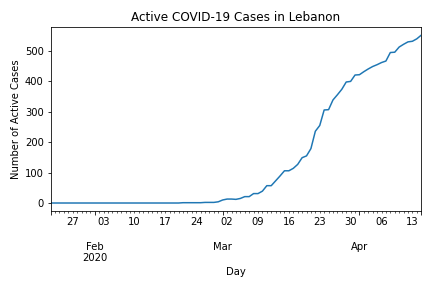 Active COVID-19 Cases in Lebanon
Number of Active Cases
500
400
300
200
100
0
27 03 10 17 24 02 09 16 23 30 06 13
Feb Mar Apr
2020
Day